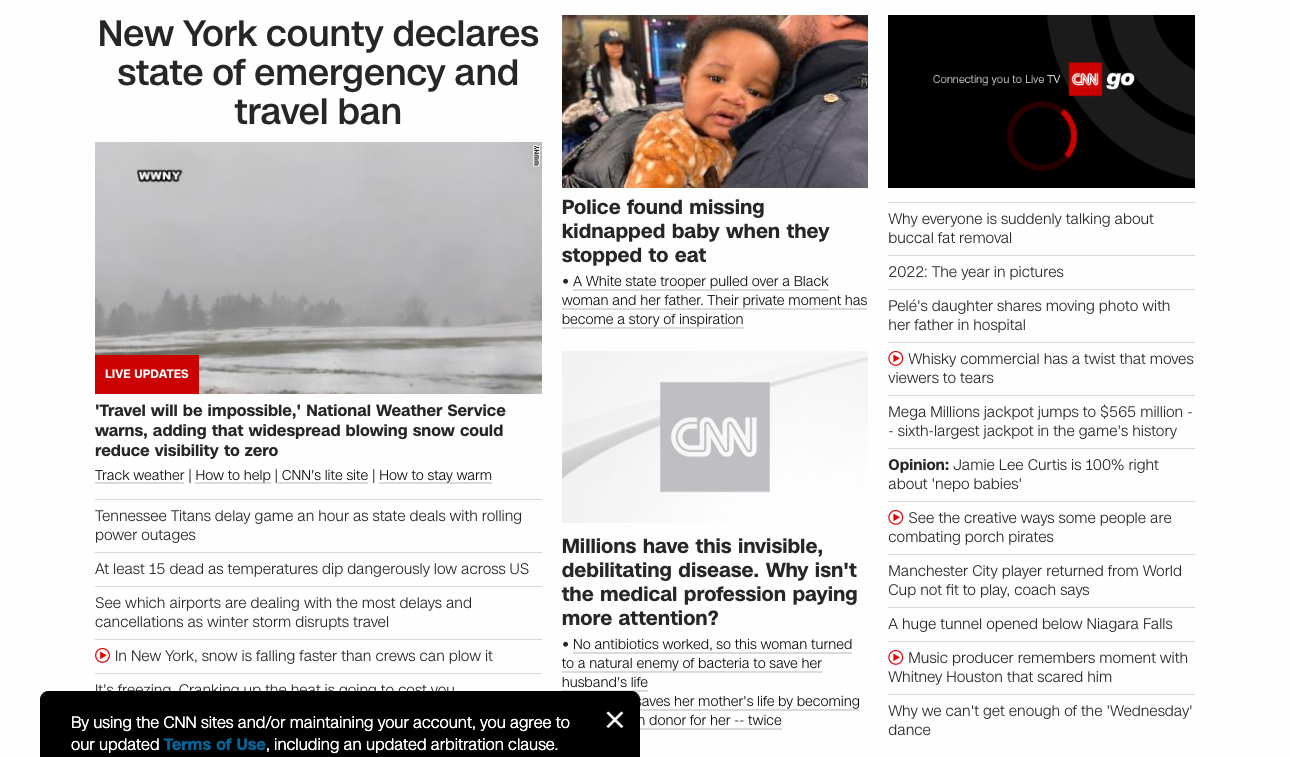 New York county declares
state of emergency and
travel ban
WWNY
WWNY
LIVE UPDATES
'Travel will be impossible,' National Weather Service
warns, adding that widespread blowing snow could
reduce visibility to zero
Track weather | How to help | CNN's lite site | How to stay warm
Tennessee Titans delay game an hour as state deals with rolling
power outages
At least 15 dead as temperatures dip dangerously low across US
See which airports are dealing with the most delays and
cancellations as winter storm disrupts travel
In New York, snow is falling faster than crews can plow it
It's freezing. Cranking up the heat is going to cost you
By using the CNN sites and/or maintaining your account, you agree to
our updated Terms of Use, including an updated arbitration clause.
Police found missing
kidnapped baby when they
stopped to eat
• A White state trooper pulled over a Black
woman and her father. Their private moment has
become a story of inspiration
CNN
Millions have this invisible,
debilitating disease. Why isn't
the medical profession paying
more attention?
• No antibiotics worked, so this woman turned
to a natural enemy of bacteria to save her
husband's life
saves her mother's life by becoming
n donor for her -- twice
Connecting you to Live TV CNN go
Why everyone is suddenly talking about
buccal fat removal
2022: The year in pictures
Pelé's daughter shares moving photo with
her father in hospital
Whisky commercial has a twist that moves
viewers to tears
Mega Millions jackpot jumps to $565 million -
- sixth-largest jackpot in the game's history
Opinion: Jamie Lee Curtis is 100% right
about 'nepo babies'
See the creative ways some people are
combating porch pirates
Manchester City player returned from World
Cup not fit to play, coach says
A huge tunnel opened below Niagara Falls
Music producer remembers moment with
Whitney Houston that scared him
Why we can't get enough of the 'Wednesday'
dance